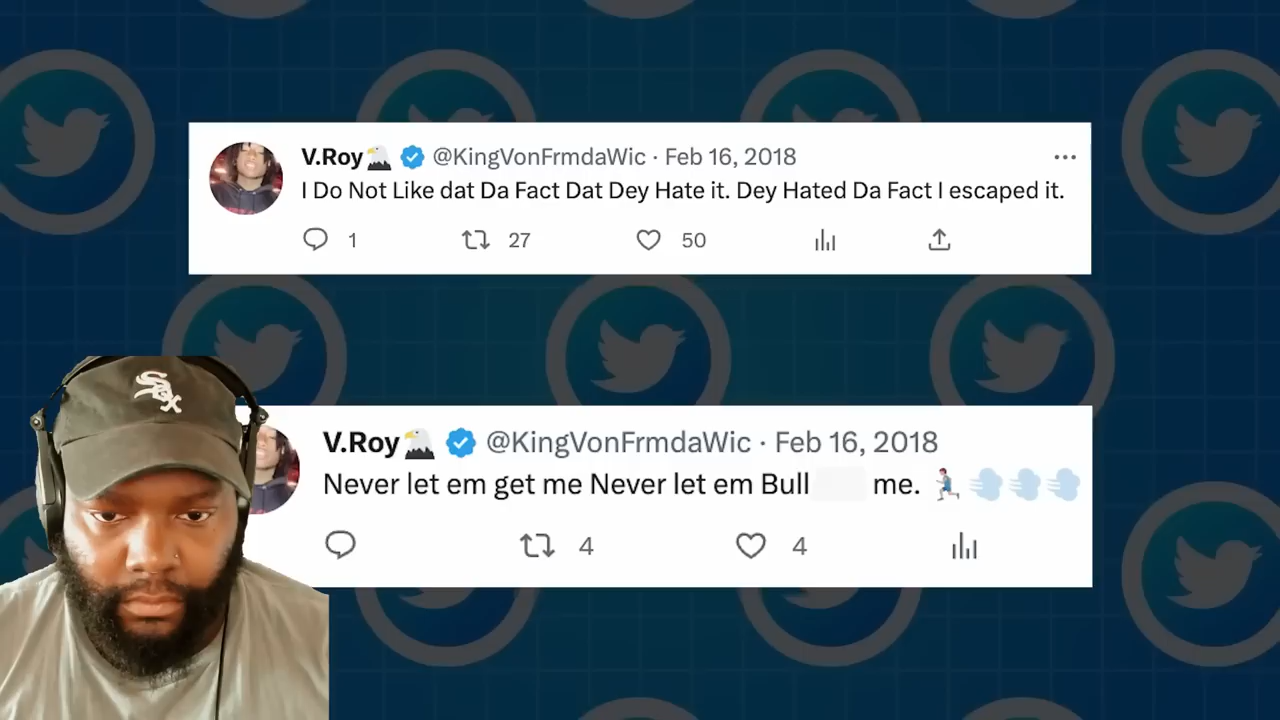 V.Roy🦅 @KingVonFrmdaWic · Feb 16, 2018
I Do Not Like dat Da Fact Dat Dey Hate it. Dey Hated Da Fact I escaped it.
1 27 50
Sox
V.Roy🦅 @KingVonFrmdaWic · Feb 16, 2018
Never let em get me Never let em Bull me. 🏃💨💨💨
4 4